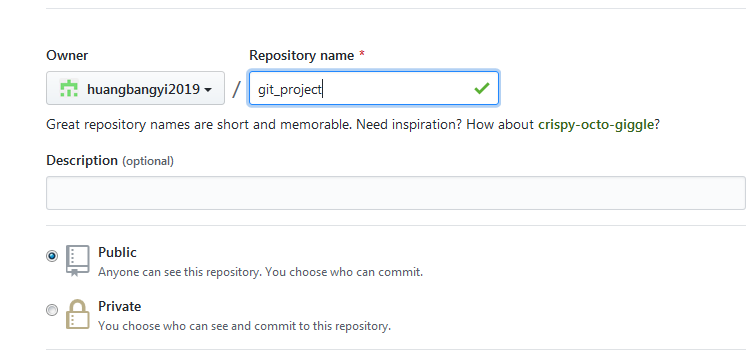 Owner
Repository name *
huangbangyi2019 / git_project
Great repository names are short and memorable. Need inspiration? How about crispy-octo-giggle?
Description (optional)
Public
Anyone can see this repository. You choose who can commit.
Private
You choose who can see and commit to this repository.